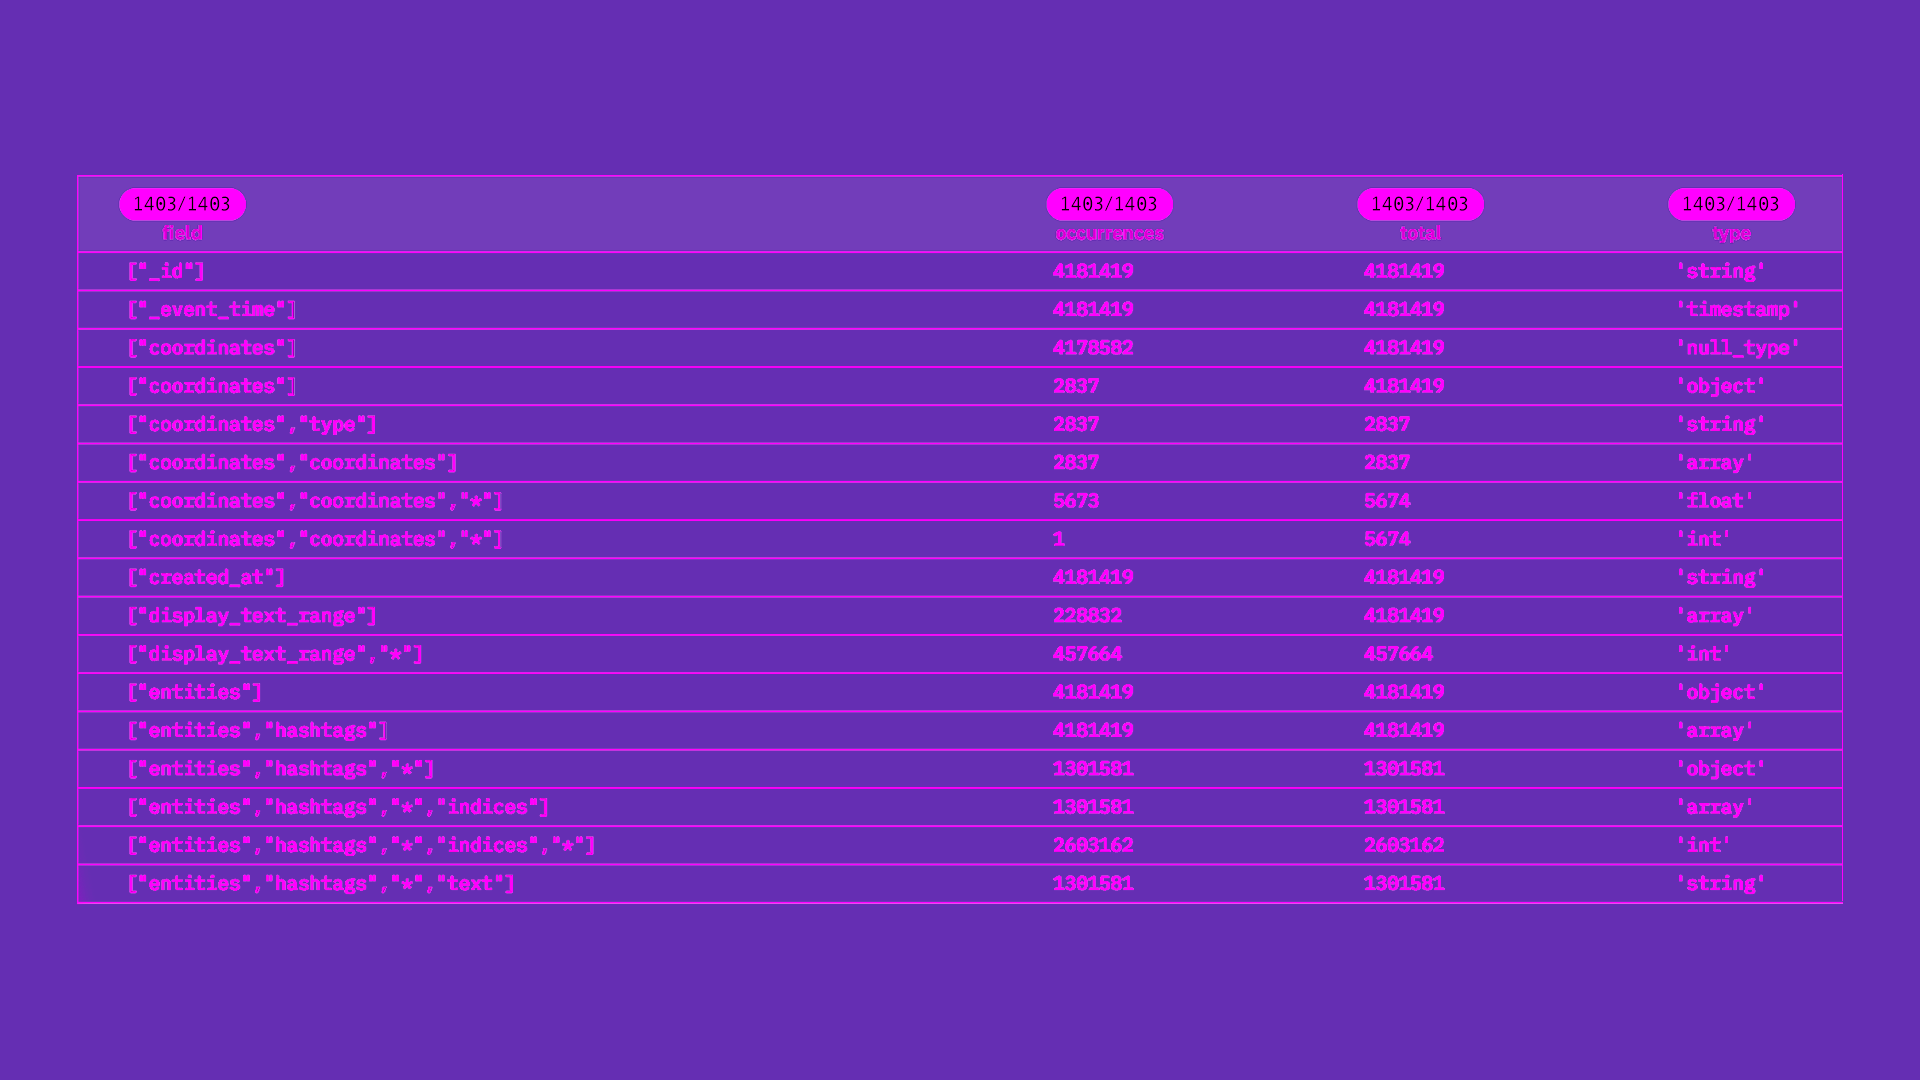 1403/1403 1403/1403 1403/1403 1403/1403
field occurrences total type
["_id"] 4181419 4181419 'string'
["_event_time"] 4181419 4181419 'timestamp'
["coordinates"] 4178582 4181419 'null_type'
["coordinates"] 2837 4181419 'object'
["coordinates","type"] 2837 2837 'string'
["coordinates","coordinates"] 2837 2837 'array'
["coordinates","coordinates","*"] 5673 5674 'float'
["coordinates","coordinates","*"] 1 5674 'int'
["created_at"] 4181419 4181419 'string'
["display_text_range"] 228832 4181419 'array'
["display_text_range","*"] 457664 457664 'int'
["entities"] 4181419 4181419 'object'
["entities","hashtags"] 4181419 4181419 'array'
["entities","hashtags","*"] 1301581 1301581 'object'
["entities","hashtags","*","indices"] 1301581 1301581 'array'
["entities","hashtags","*","indices","*"] 2603162 2603162 'int'
["entities","hashtags","*","text"] 1301581 1301581 'string'